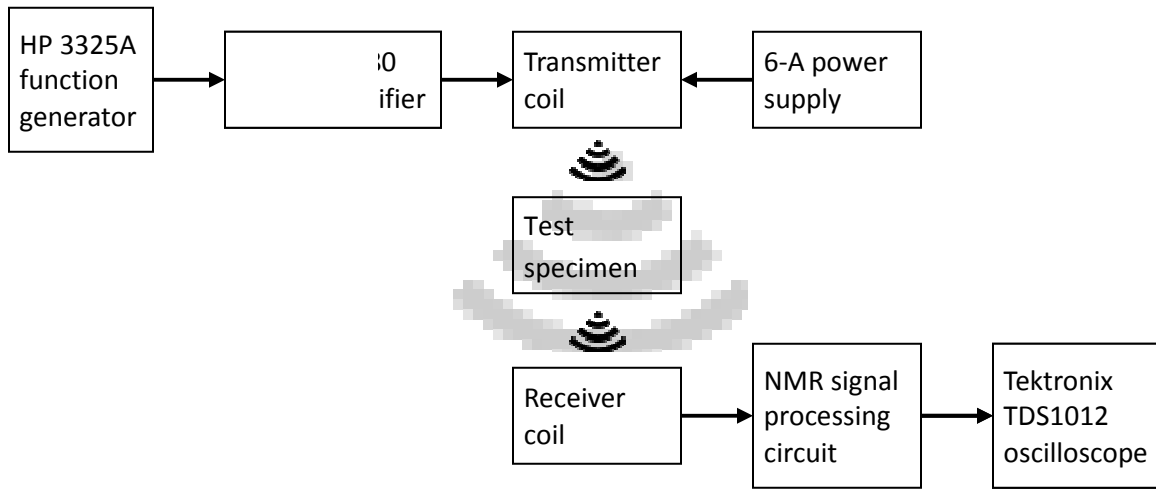 HP 3325A
function
generator
Transmitter
coil
6-A power
supply
Test
specimen
Receiver
coil
NMR signal
processing
circuit
Tektronix
TDS1012
oscilloscope